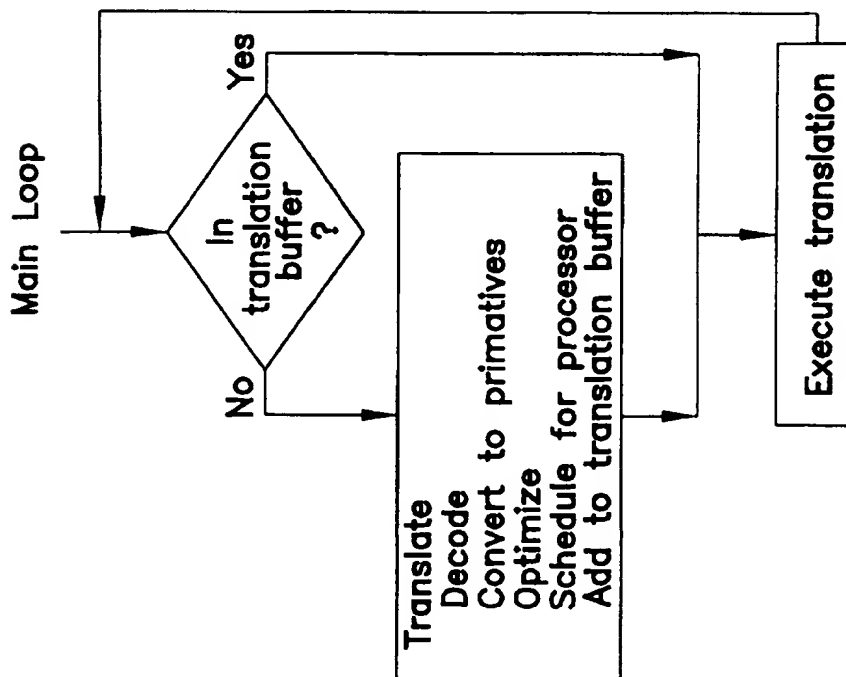 Main Loop
In
translation
buffer
?
Yes
No
Translate
Decode
Convert to primatives
Optimize
Schedule for processor
Add to translation buffer
Execute translation